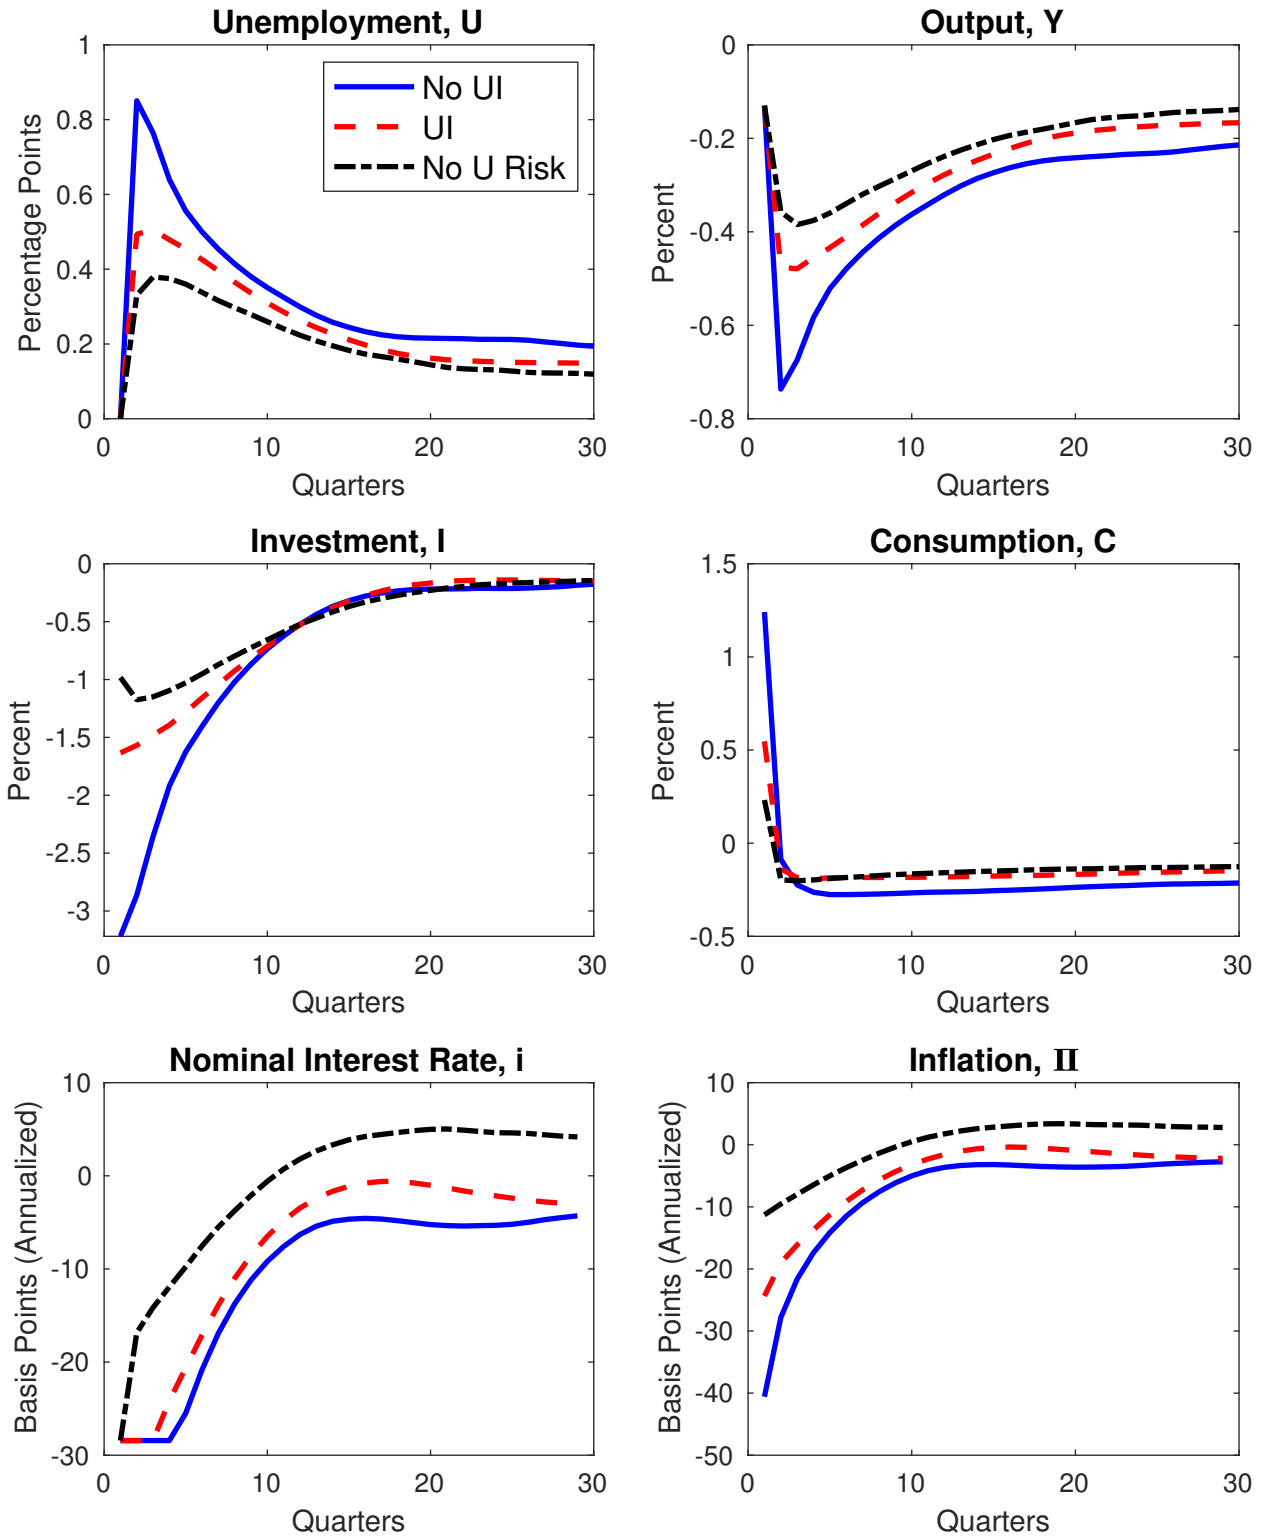 Unemployment, U
1
0.8
0.6
0.4
0.2
0
Percentage Points
No UI
UI
No U Risk
0 10 20 30
Quarters
Output, Y
0
-0.2
-0.4
-0.6
-0.8
Percent
0 10 20 30
Quarters
Investment, I
0
-0.5
-1
-1.5
-2
-2.5
-3
Percent
0 10 20 30
Quarters
Consumption, C
1.5
1
0.5
0
-0.5
Percent
0 10 20 30
Quarters
Nominal Interest Rate, i
10
0
-10
-20
-30
Basis Points (Annualized)
0 10 20 30
Quarters
Inflation, Π
10
0
-10
-20
-30
-40
-50
Basis Points (Annualized)
0 10 20 30
Quarters